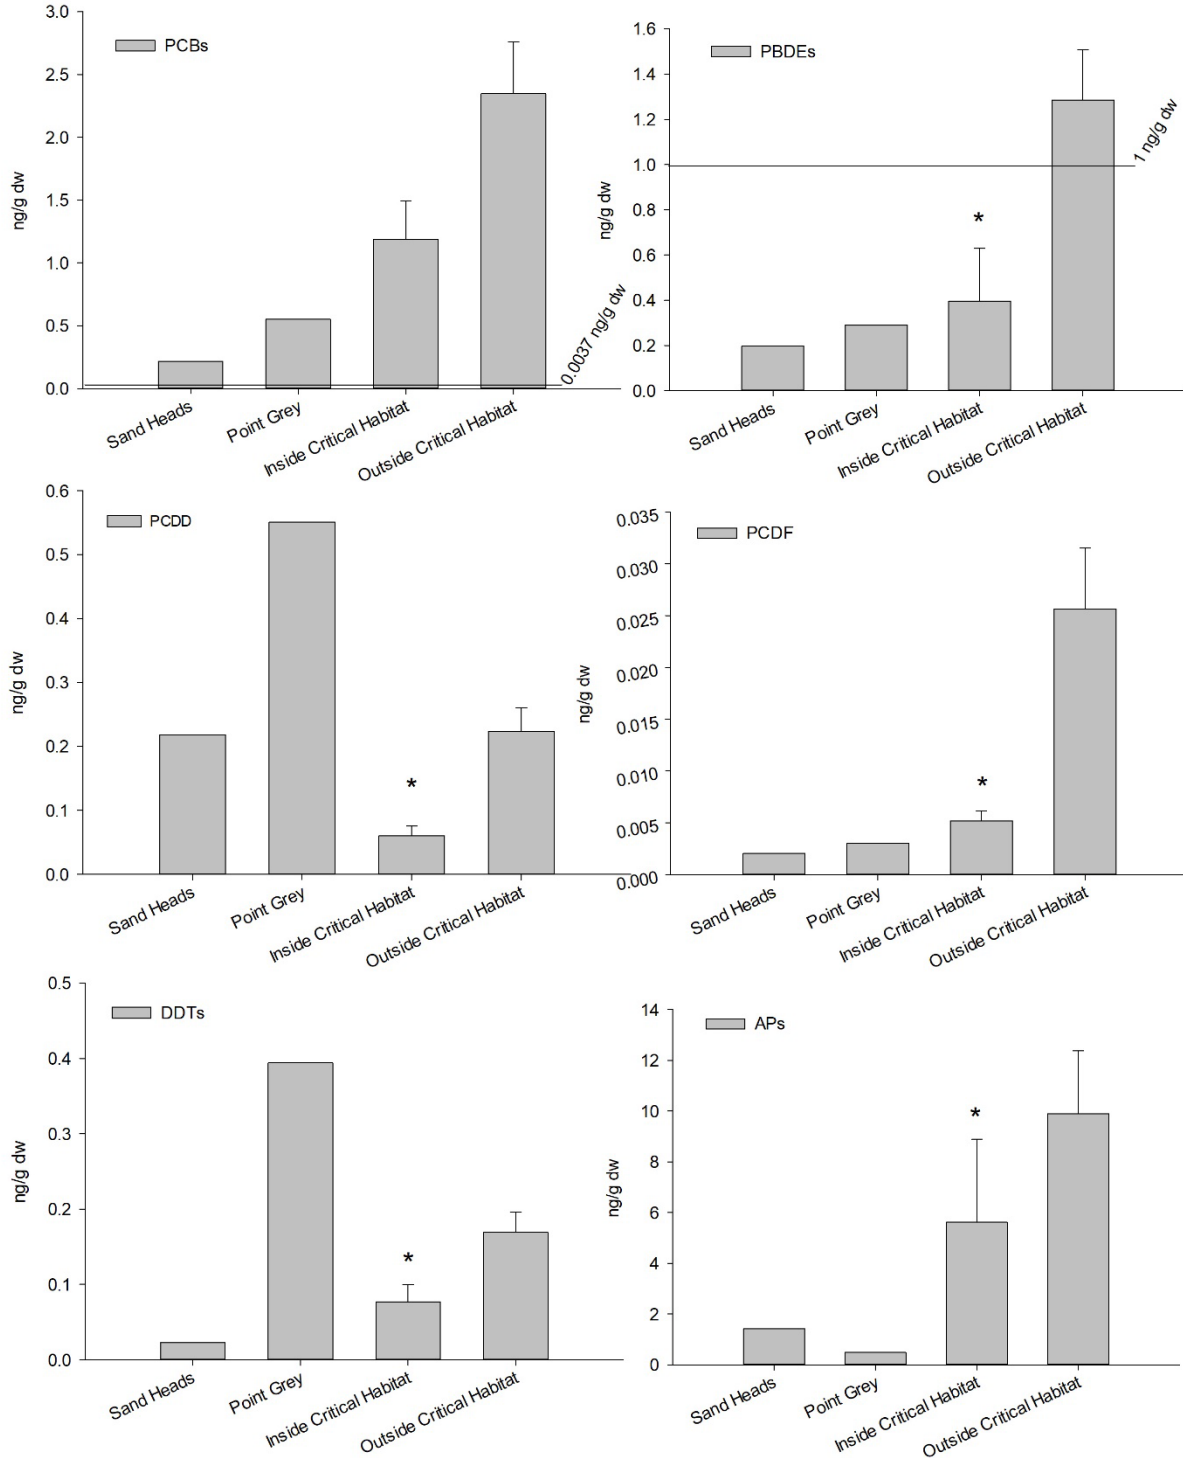 PCBs
3.0
2.5
2.0
1.5
1.0
0.5
0.0
ng/g dw
0.0037 ng/g dw
Sand Heads
Point Grey
Inside Critical Habitat
Outside Critical Habitat
PBDEs
1.6
1.4
1.2
1.0
0.8
0.6
0.4
0.2
0.0
ng/g dw
1 ng/g dw
*
Sand Heads
Point Grey
Inside Critical Habitat
Outside Critical Habitat
PCDD
0.6
0.5
0.4
0.3
0.2
0.1
0.0
ng/g dw
*
Sand Heads
Point Grey
Inside Critical Habitat
Outside Critical Habitat
PCDF
0.035
0.030
0.025
0.020
0.015
0.010
0.005
0.000
ng/g dw
*
Sand Heads
Point Grey
Inside Critical Habitat
Outside Critical Habitat
DDTs
0.5
0.4
0.3
0.2
0.1
0.0
ng/g dw
*
Sand Heads
Point Grey
Inside Critical Habitat
Outside Critical Habitat
APs
14
12
10
8
6
4
2
0
ng/g dw
*
Sand Heads
Point Grey
Inside Critical Habitat
Outside Critical Habitat